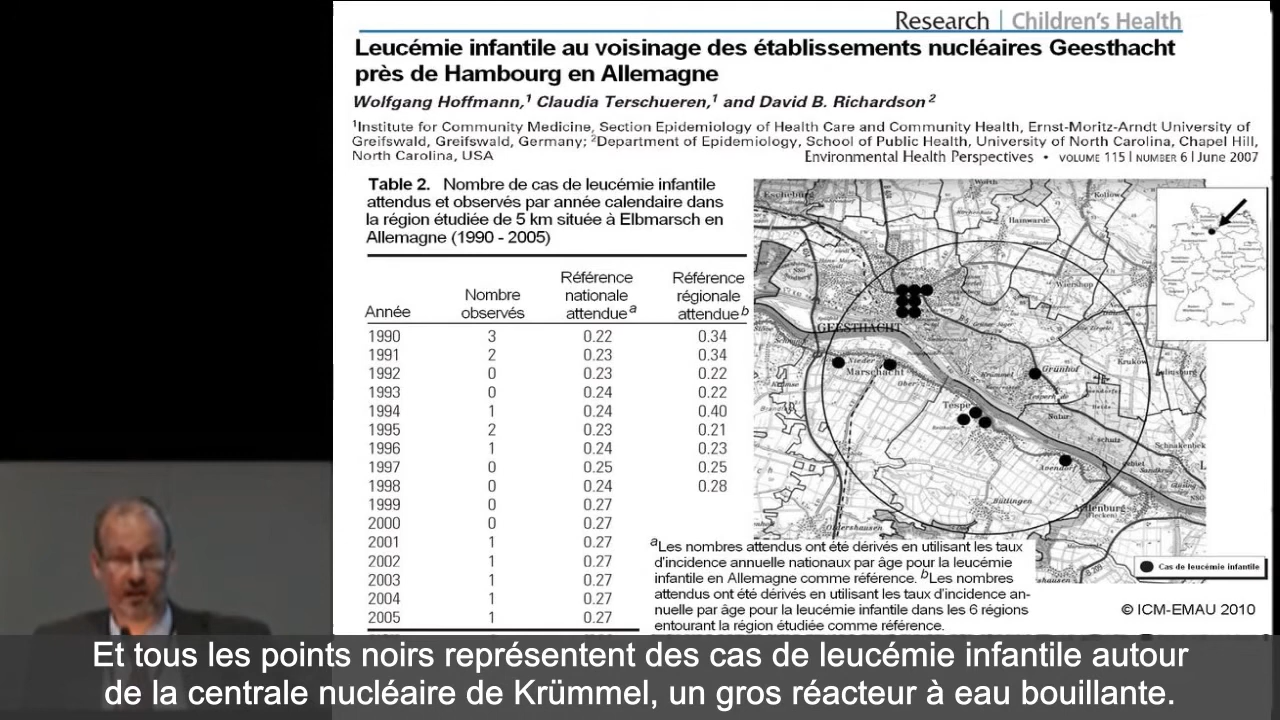 Research | Children's Health
Leucémie infantile au voisinage des établissements nucléaires Geesthacht
près de Hambourg en Allemagne
Wolfgang Hoffmann,1 Claudia Terschueren,1 and David B. Richardson2
1Institute for Community Medicine, Section Epidemiology of Health Care and Community Health, Ernst-Moritz-Arndt University of
Greifswald, Greifswald, Germany; 2Department of Epidemiology, School of Public Health, University of North Carolina, Chapel Hill,
North Carolina, USA
Environmental Health Perspectives • VOLUME 115 | NUMBER 6 | June 2007
Table 2. Nombre de cas de leucémie infantile
attendus et observés par année calendaire dans
la région étudiée de 5 km située à Elbmarsch en
Allemagne (1990 - 2005)
Année Nombre observés Référence nationale attendue a Référence régionale attendue b
1990 3 0.22 0.34
1991 2 0.23 0.34
1992 0 0.23 0.22
1993 0 0.24 0.22
1994 1 0.24 0.40
1995 2 0.23 0.21
1996 1 0.24 0.23
1997 0 0.25 0.25
1998 0 0.24 0.28
1999 0 0.27
2000 0 0.27
2001 1 0.27
2002 1 0.27
2003 1 0.27
2004 1 0.27
2005 1 0.27
Hamwarde
GEESTHACHT
Grünhof
Marschacht
Krümmel
Tespe
Avendorf
Bütlingen
aLes nombres attendus ont été dérivés en utilisant les taux
d'incidence annuelle nationaux par âge pour la leucémie
infantile en Allemagne comme référence. bLes nombres
attendus ont été dérivés en utilisant les taux d'incidence an-
nuelle par âge pour la leucémie infantile dans les 6 régions
entourant la région étudiée comme référence.
Cas de leucémie infantile
© ICM-EMAU 2010
Et tous les points noirs représentent des cas de leucémie infantile autour
de la centrale nucléaire de Krümmel, un gros réacteur à eau bouillante.